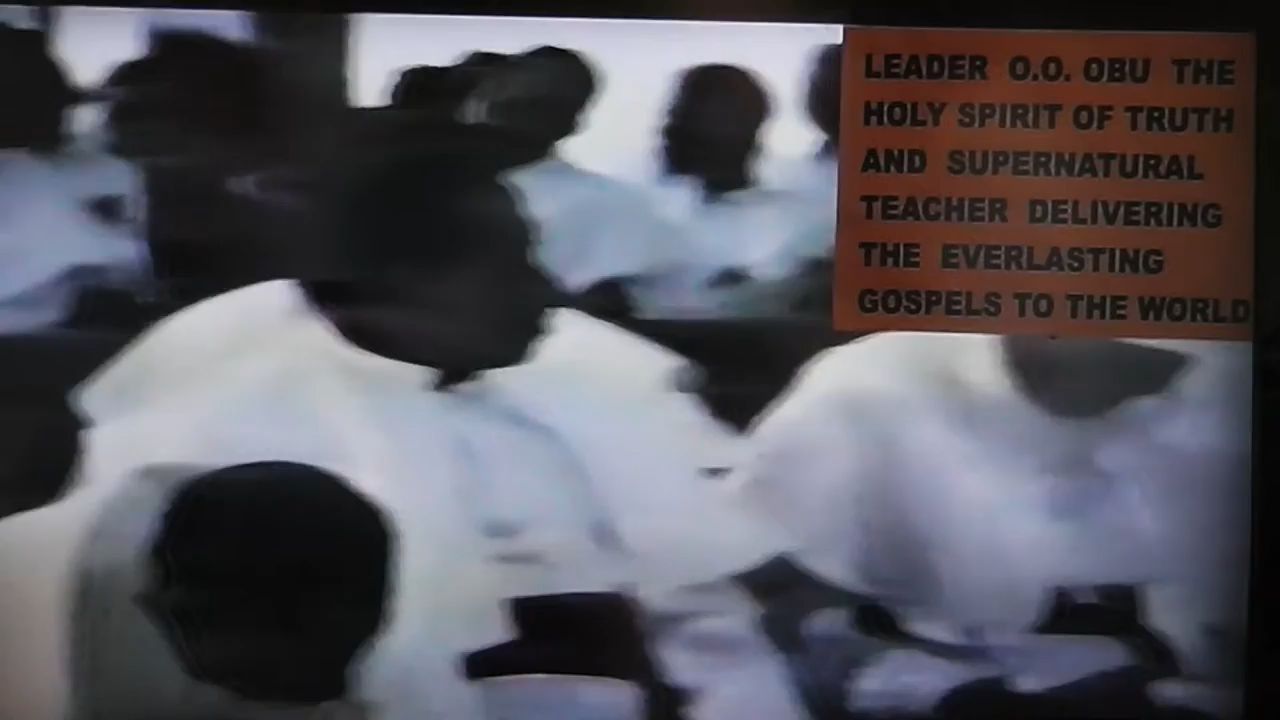 LEADER O.O. OBU THE
HOLY SPIRIT OF TRUTH
AND SUPERNATURAL
TEACHER DELIVERING
THE EVERLASTING
GOSPELS TO THE WORLD